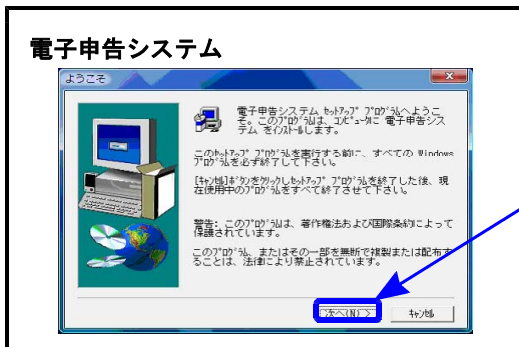 電子申告システム
ようこそ
電子申告システム ｾｯﾄｱｯﾌﾟ ﾌﾟﾛｸﾞﾗﾑへようこ
そ。このﾌﾟﾛｸﾞﾗﾑは、ｺﾝﾋﾟｭｰﾀに 電子申告シス
テム をｲﾝｽﾄｰﾙします。
このｾｯﾄｱｯﾌﾟ ﾌﾟﾛｸﾞﾗﾑを実行する前に、すべての Windows
ﾌﾟﾛｸﾞﾗﾑを必ず終了して下さい。
[ｷｬﾝｾﾙ]ﾎﾞﾀﾝをｸﾘｯｸしｾｯﾄｱｯﾌﾟ ﾌﾟﾛｸﾞﾗﾑを終了した後、現
在使用中のﾌﾟﾛｸﾞﾗﾑをすべて終了させて下さい。
警告: このﾌﾟﾛｸﾞﾗﾑは、著作権法および国際条約によって
保護されています。
このﾌﾟﾛｸﾞﾗﾑ、またはその一部を無断で複製または配布す
ることは、法律により禁止されています。
次へ(N) >
ｷｬﾝｾﾙ